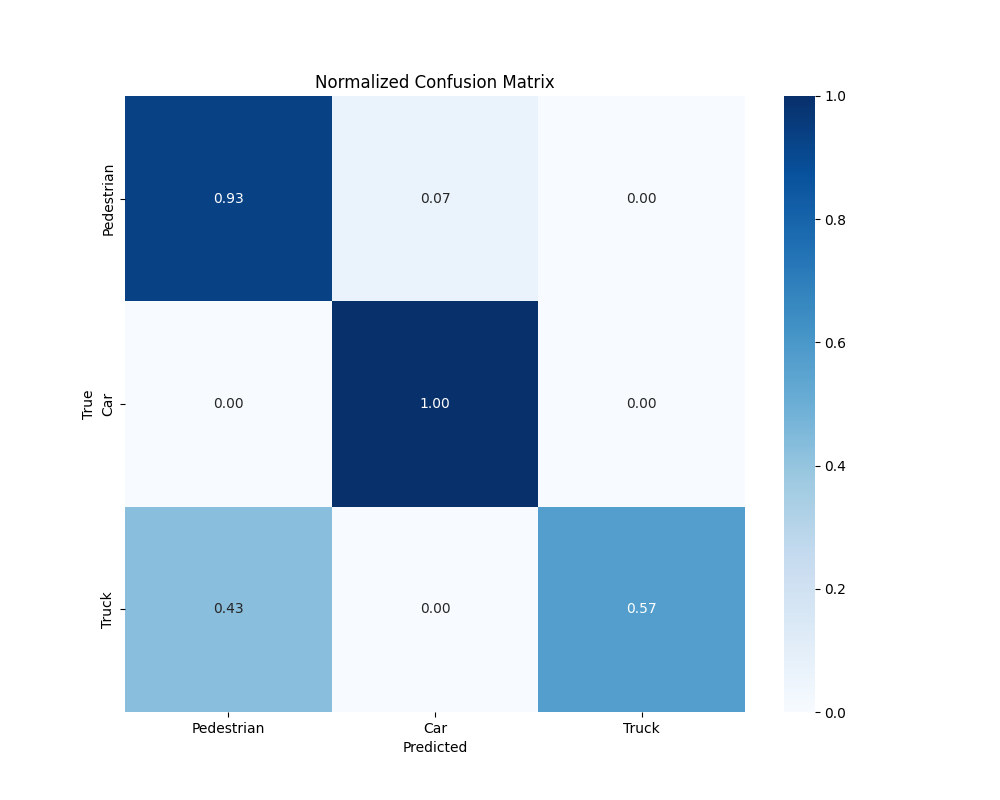 Normalized Confusion Matrix
Pedestrian
0.93
0.07
0.00
True
Car
0.00
1.00
0.00
Truck
0.43
0.00
0.57
Pedestrian
Car
Truck
Predicted
1.0
0.8
0.6
0.4
0.2
0.0